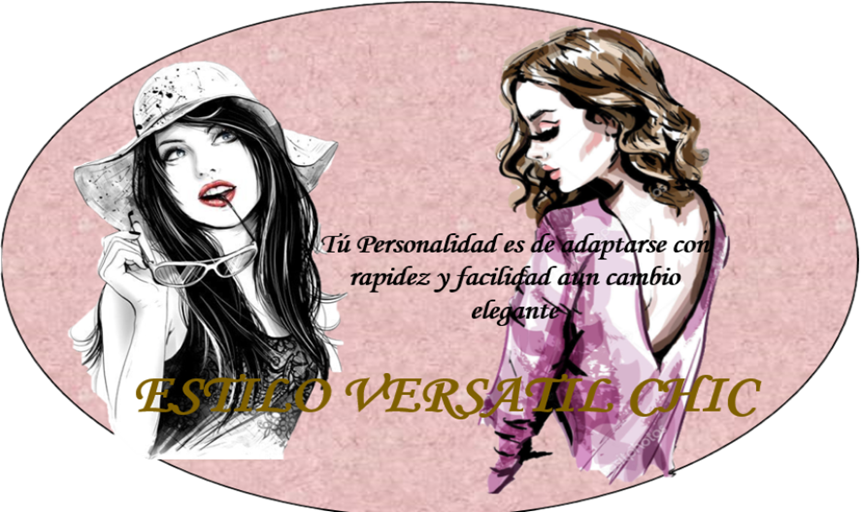 Tú Personalidad es de adaptarse con
rapidez y facilidad aun cambio
elegante
ESTILO VERSATIL CHIC